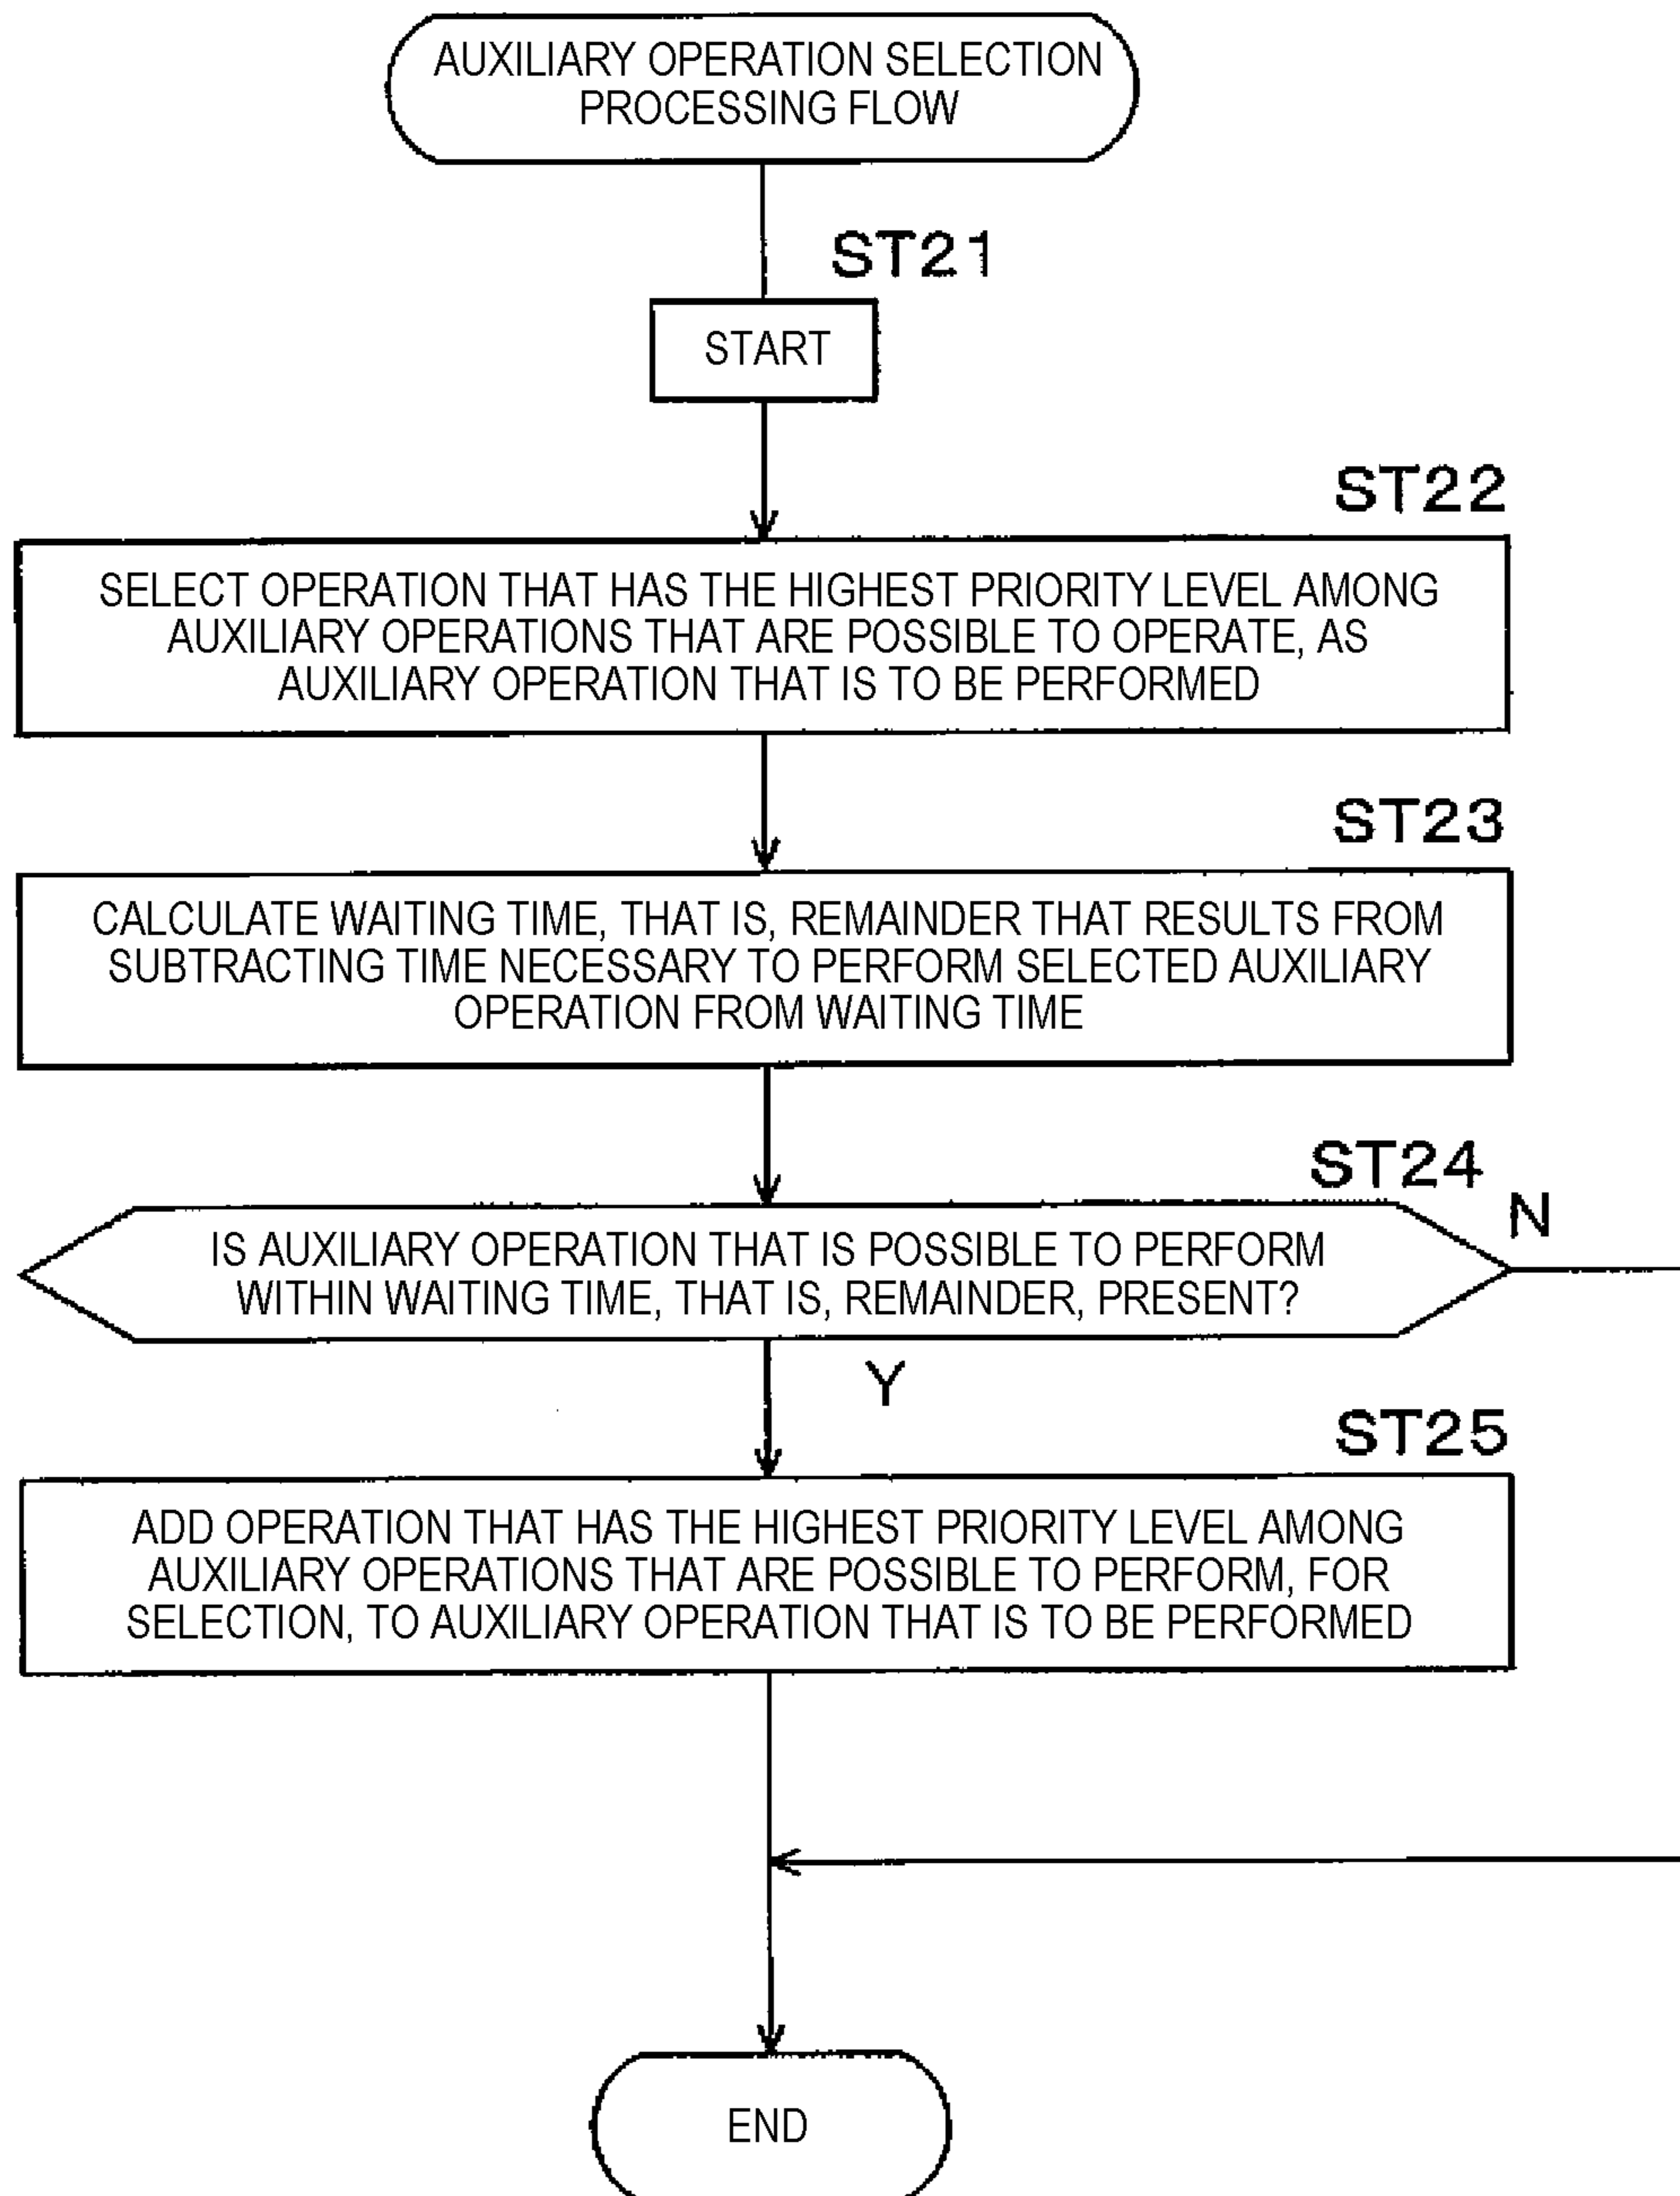 AUXILIARY OPERATION SELECTION
PROCESSING FLOW
ST21
START
ST22
SELECT OPERATION THAT HAS THE HIGHEST PRIORITY LEVEL AMONG
AUXILIARY OPERATIONS THAT ARE POSSIBLE TO OPERATE, AS
AUXILIARY OPERATION THAT IS TO BE PERFORMED
ST23
CALCULATE WAITING TIME, THAT IS, REMAINDER THAT RESULTS FROM
SUBTRACTING TIME NECESSARY TO PERFORM SELECTED AUXILIARY
OPERATION FROM WAITING TIME
ST24
N
IS AUXILIARY OPERATION THAT IS POSSIBLE TO PERFORM
WITHIN WAITING TIME, THAT IS, REMAINDER, PRESENT?
Y
ST25
ADD OPERATION THAT HAS THE HIGHEST PRIORITY LEVEL AMONG
AUXILIARY OPERATIONS THAT ARE POSSIBLE TO PERFORM, FOR
SELECTION, TO AUXILIARY OPERATION THAT IS TO BE PERFORMED
END